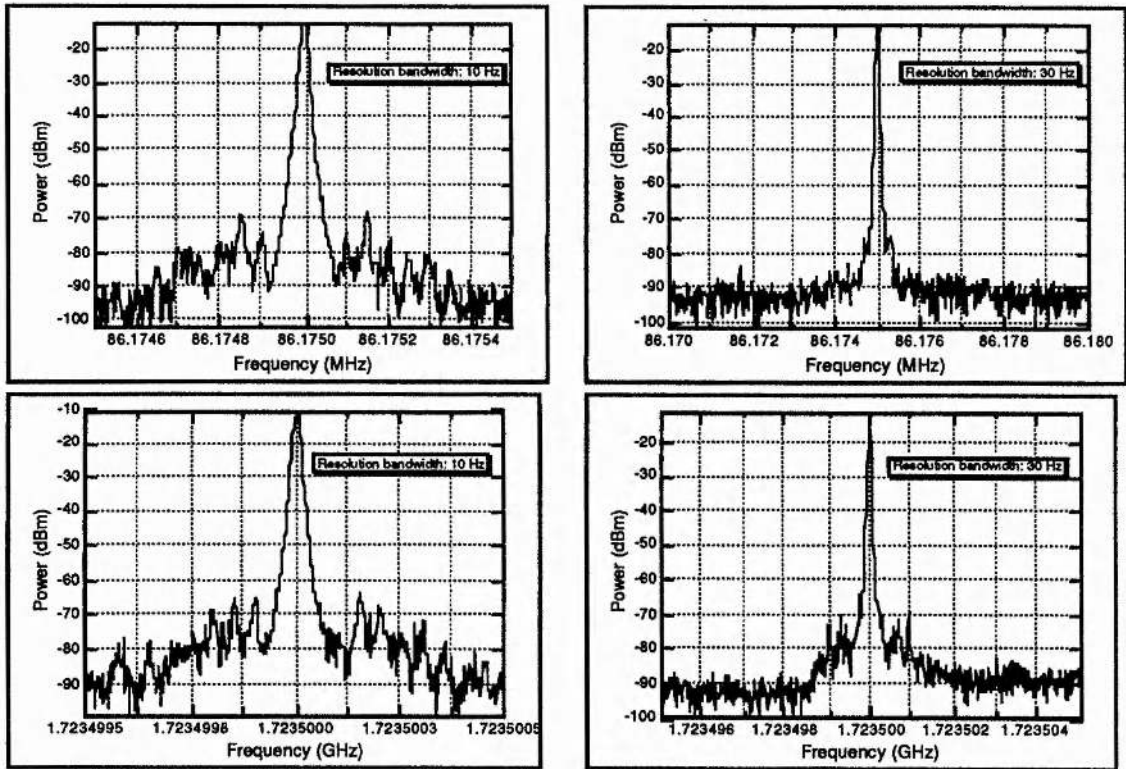 -20
-30
-40
-50
-60
-70
-80
-90
-100
Power (dBm)
Resolution bandwidth: 10 Hz
86.1746 86.1748 86.1750 86.1752 86.1754
Frequency (MHz)
-20
-30
-40
-50
-60
-70
-80
-90
-100
Power (dBm)
Resolution bandwidth: 30 Hz
86.170 86.172 86.174 86.176 86.178 86.180
Frequency (MHz)
-10
-20
-30
-40
-50
-60
-70
-80
-90
Power (dBm)
Resolution bandwidth: 10 Hz
1.7234995 1.7234998 1.7235000 1.7235003 1.7235005
Frequency (GHz)
-20
-30
-40
-50
-60
-70
-80
-90
-100
Power (dBm)
Resolution bandwidth: 30 Hz
1.723496 1.723498 1.723500 1.723502 1.723504
Frequency (GHz)